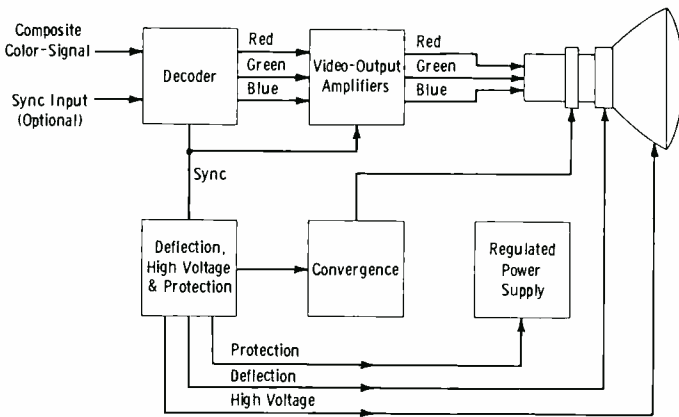 Composite
Color-Signal
Sync Input
(Optional)
Decoder
Red
Green
Blue
Video-Output
Amplifiers
Red
Green
Blue
Sync
Deflection,
High Voltage
& Protection
Convergence
Regulated
Power
Supply
Protection
Deflection
High Voltage